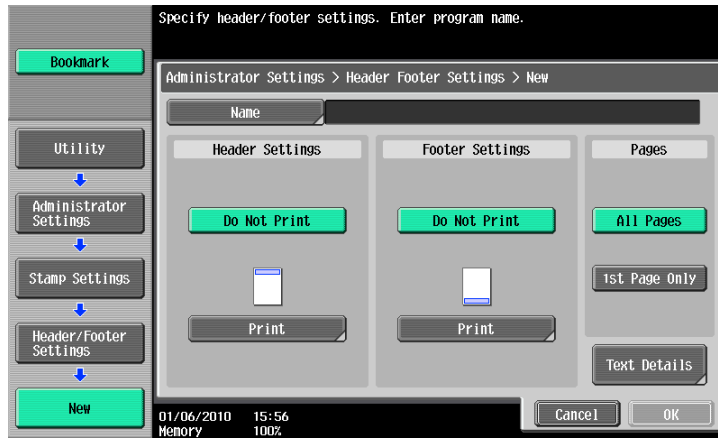 Specify header/footer settings. Enter program name.
Bookmark
Administrator Settings > Header Footer Settings > New
Name
Utility
Administrator
Settings
Stamp Settings
Header/Footer
Settings
New
Header Settings
Do Not Print
Print
Footer Settings
Do Not Print
Print
Pages
All Pages
1st Page Only
Text Details
01/06/2010 15:56
Memory 100%
Cancel
OK